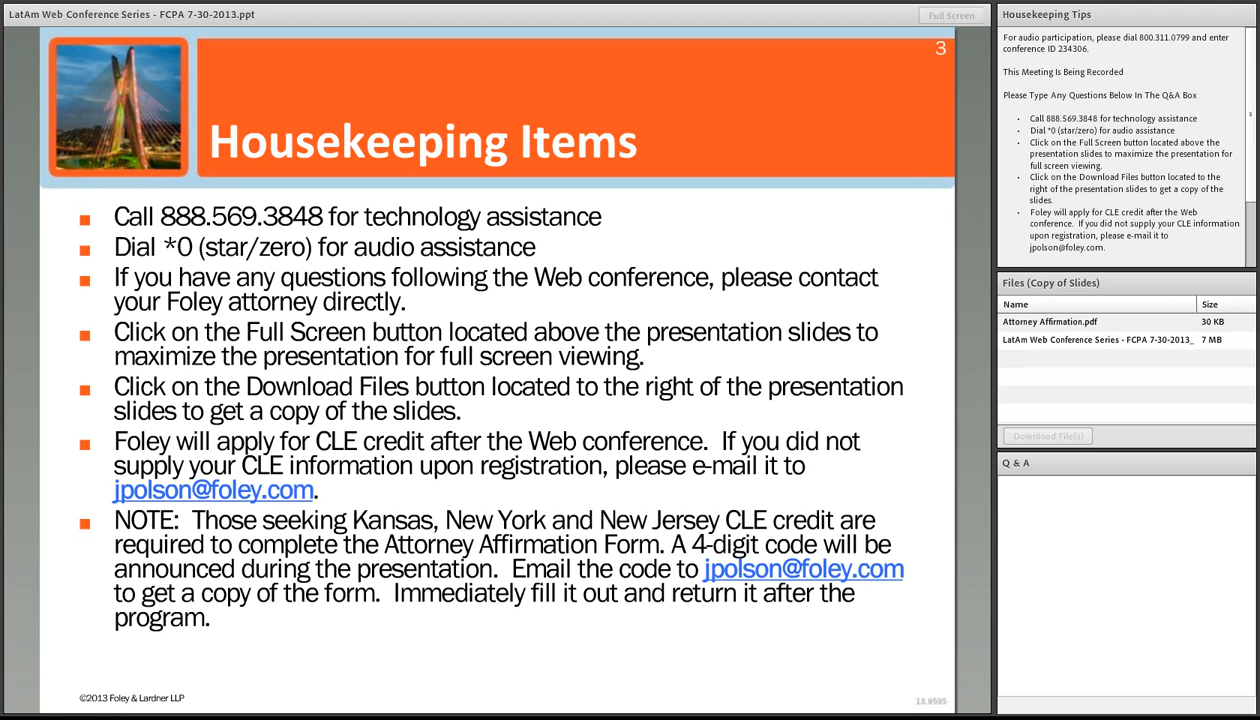 LatAm Web Conference Series - FCPA 7-30-2013.ppt
Full Screen
3
Housekeeping Items
Call 888.569.3848 for technology assistance
Dial *0 (star/zero) for audio assistance
If you have any questions following the Web conference, please contact
your Foley attorney directly.
Click on the Full Screen button located above the presentation slides to
maximize the presentation for full screen viewing.
Click on the Download Files button located to the right of the presentation
slides to get a copy of the slides.
Foley will apply for CLE credit after the Web conference.  If you did not
supply your CLE information upon registration, please e-mail it to
jpolson@foley.com.
NOTE:  Those seeking Kansas, New York and New Jersey CLE credit are
required to complete the Attorney Affirmation Form. A 4-digit code will be
announced during the presentation.  Email the code to jpolson@foley.com
to get a copy of the form.  Immediately fill it out and return it after the
program.
©2013 Foley & Lardner LLP
13.9595
Housekeeping Tips
For audio participation, please dial 800.311.0799 and enter
conference ID 234306.
This Meeting Is Being Recorded
Please Type Any Questions Below In The Q&A Box
Call 888.569.3848 for technology assistance
Dial *0 (star/zero) for audio assistance
Click on the Full Screen button located above the
presentation slides to maximize the presentation for
full screen viewing.
Click on the Download Files button located to the
right of the presentation slides to get a copy of the
slides.
Foley will apply for CLE credit after the Web
conference.  If you did not supply your CLE information
upon registration, please e-mail it to
jpolson@foley.com.
Files (Copy of Slides)
Name Size
Attorney Affirmation.pdf 30 KB
LatAm Web Conference Series - FCPA 7-30-2013_ 7 MB
Download File(s)
Q & A